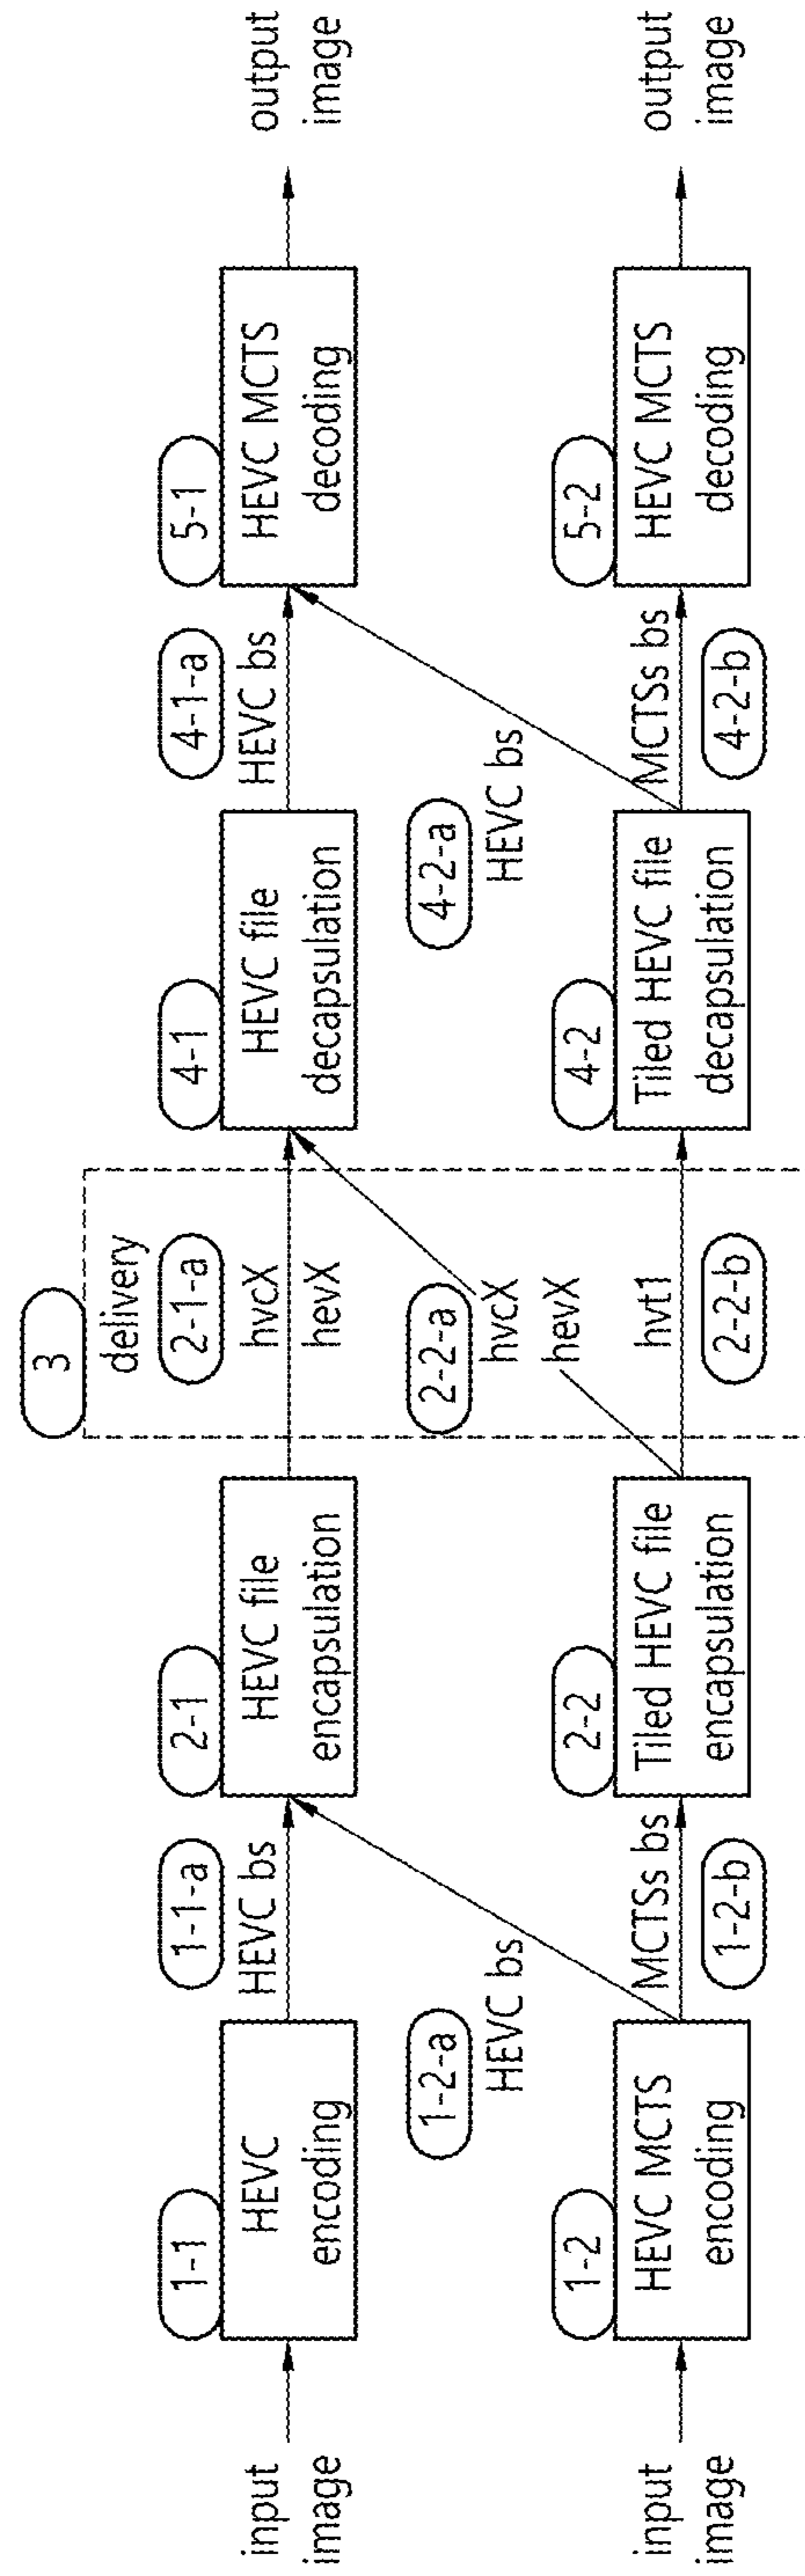 input
image
1-1
HEVC
encoding
1-1-a
HEVC bs
2-1
HEVC file
encapsulation
3
delivery
2-1-a
hvcX
hevX
4-1
HEVC file
decapsulation
4-1-a
HEVC bs
5-1
HEVC MCTS
decoding
output
image
1-2-a
HEVC bs
2-2-a
hvcX
hevX
4-2-a
HEVC bs
input
image
1-2
HEVC MCTS
encoding
MCTSs bs
1-2-b
2-2
Tiled HEVC file
encapsulation
hvt1
2-2-b
4-2
Tiled HEVC file
decapsulation
MCTSs bs
4-2-b
5-2
HEVC MCTS
decoding
output
image